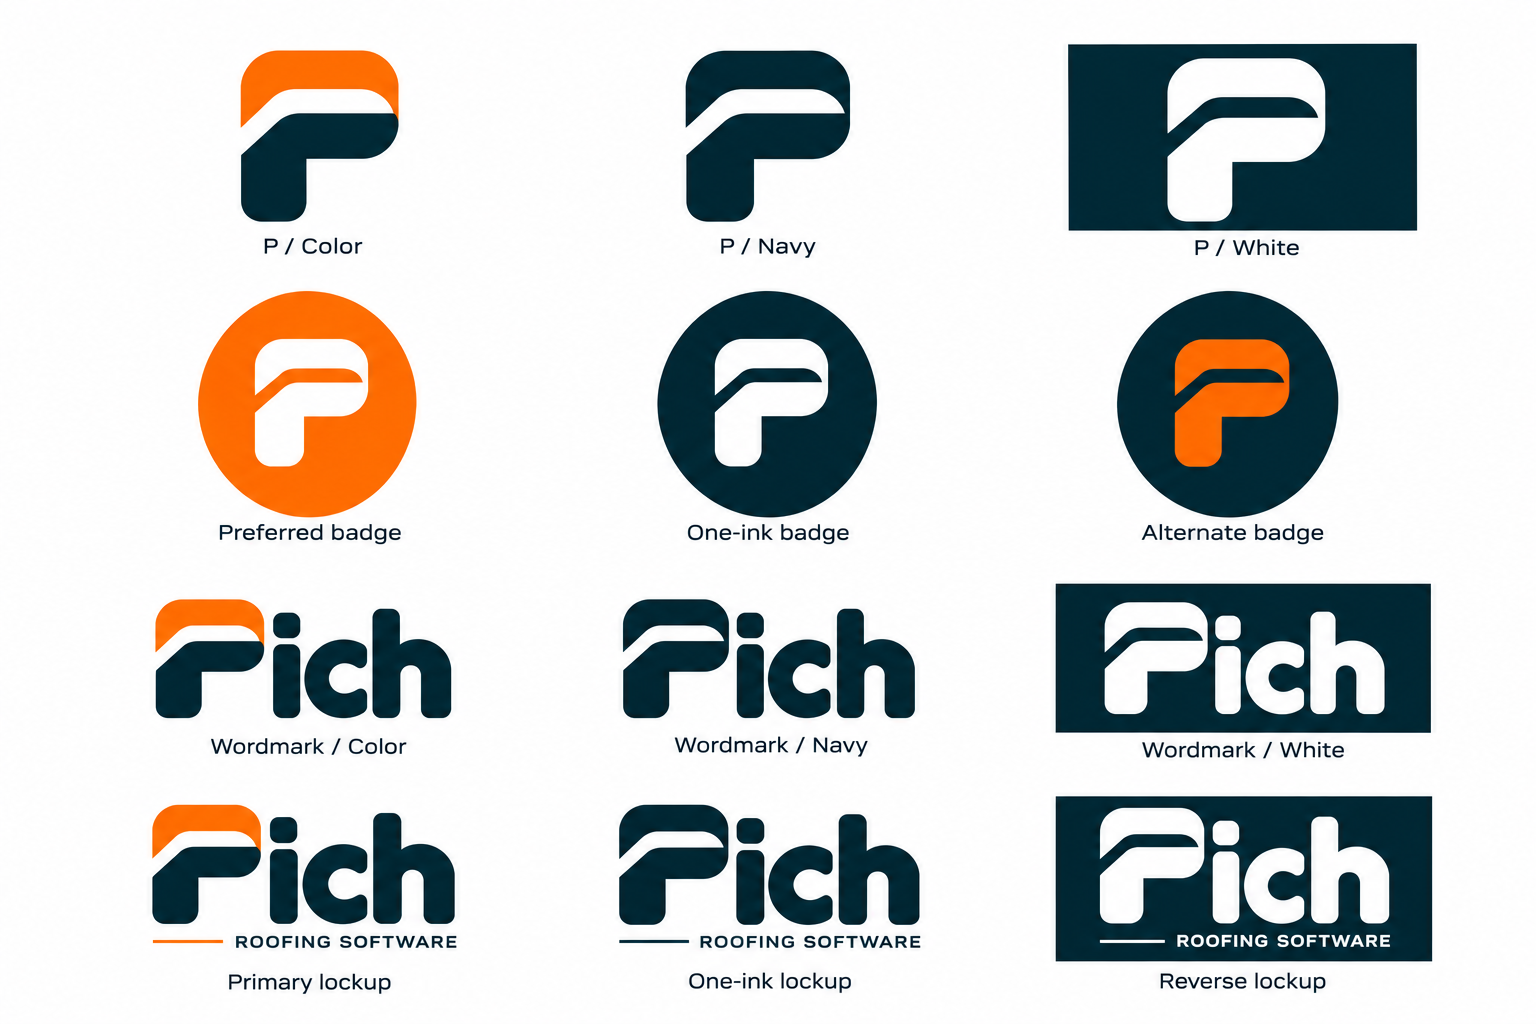 P
P
P
P / Color
P / Navy
P / White
P
P
P
Preferred badge
One-ink badge
Alternate badge
Pich
Pich
Pich
Wordmark / Color
Wordmark / Navy
Wordmark / White
Pich
Pich
Pich
ROOFING SOFTWARE
ROOFING SOFTWARE
ROOFING SOFTWARE
Primary lockup
One-ink lockup
Reverse lockup